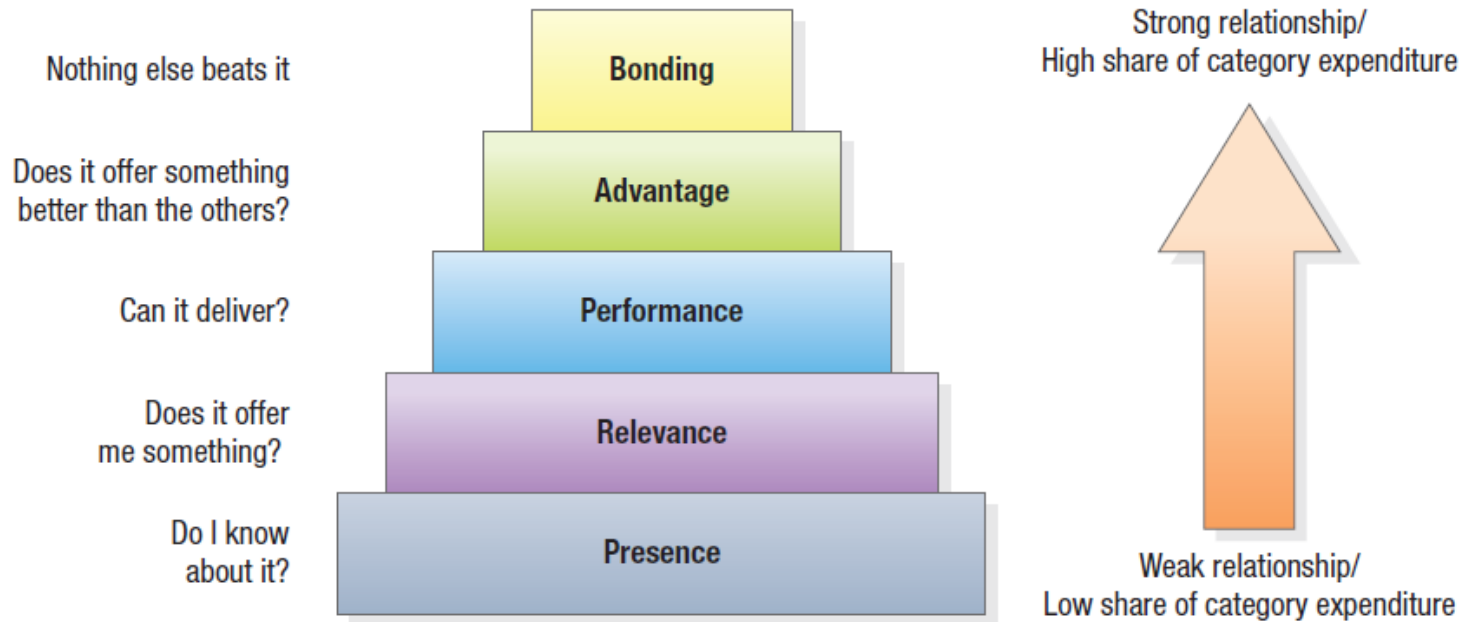 Nothing else beats it
Bonding
Strong relationship/
High share of category expenditure
Does it offer something
better than the others?
Advantage
Can it deliver?
Performance
Does it offer
me something?
Relevance
Do I know
about it?
Presence
Weak relationship/
Low share of category expenditure